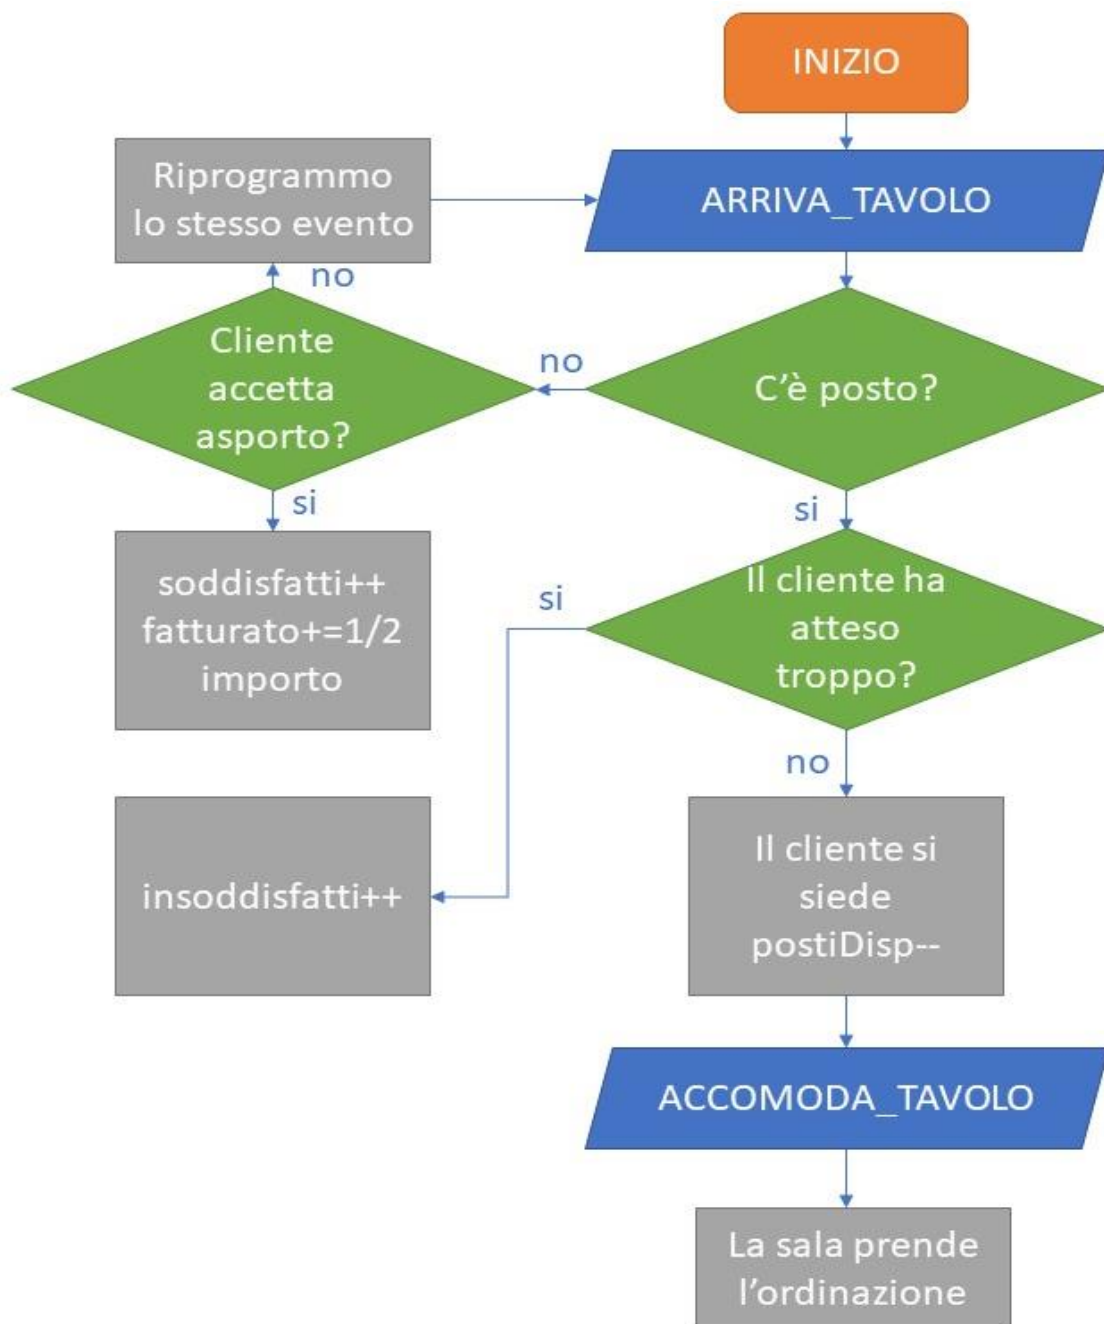 INIZIO
Riprogrammo
lo stesso evento
ARRIVA_TAVOLO
no
Cliente
accetta
asporto?
no
C'è posto?
si
si
soddisfatti++
fatturato+=1/2
importo
si
Il cliente ha
atteso
troppo?
no
insoddisfatti++
Il cliente si
siede
postiDisp--
ACCOMODA_TAVOLO
La sala prende
l'ordinazione